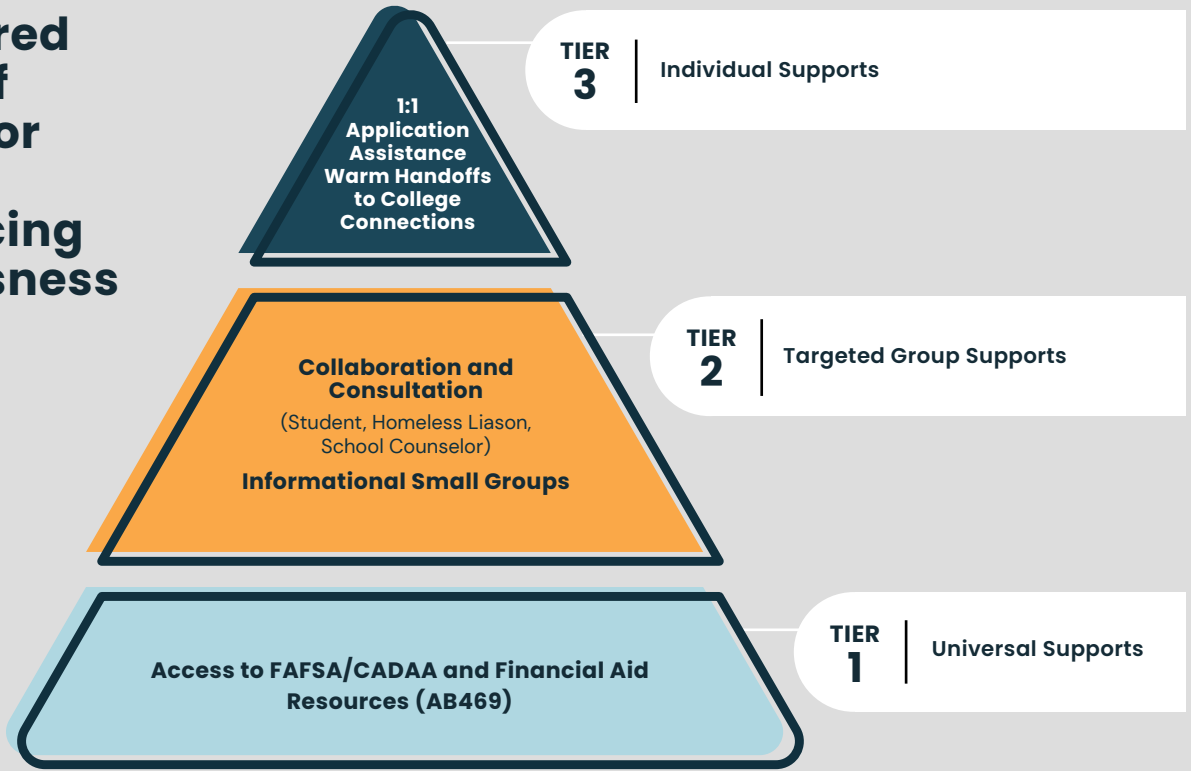 red
f
or
cing
sness
1:1
Application
Assistance
Warm Handoffs
to College
Connections
TIER
3
Individual Supports
Collaboration and
Consultation
(Student, Homeless Liason,
School Counselor)
Informational Small Groups
TIER
2
Targeted Group Supports
Access to FAFSA/CADAA and Financial Aid
Resources (AB469)
TIER
1
Universal Supports